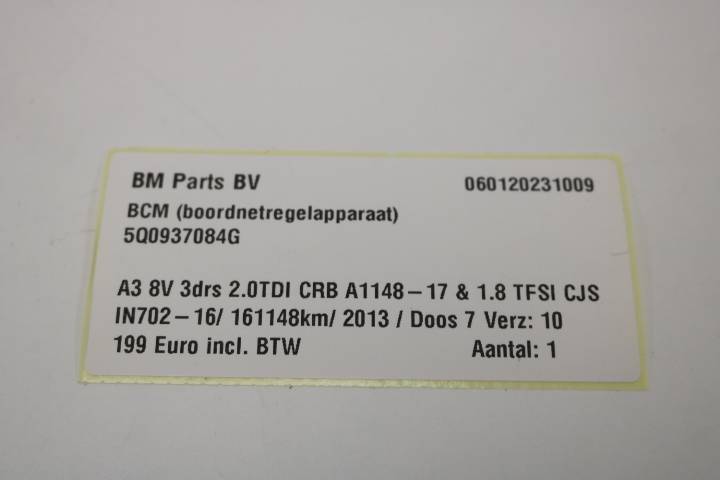 BM Parts BV 060120231009
BCM (boordnetregelapparaat)
5Q0937084G
A3 8V 3drs 2.0TDI CRB A1148-17 & 1.8 TFSI CJS
IN702-16/ 161148km/ 2013 / Doos 7 Verz: 10
199 Euro incl. BTW Aantal: 1